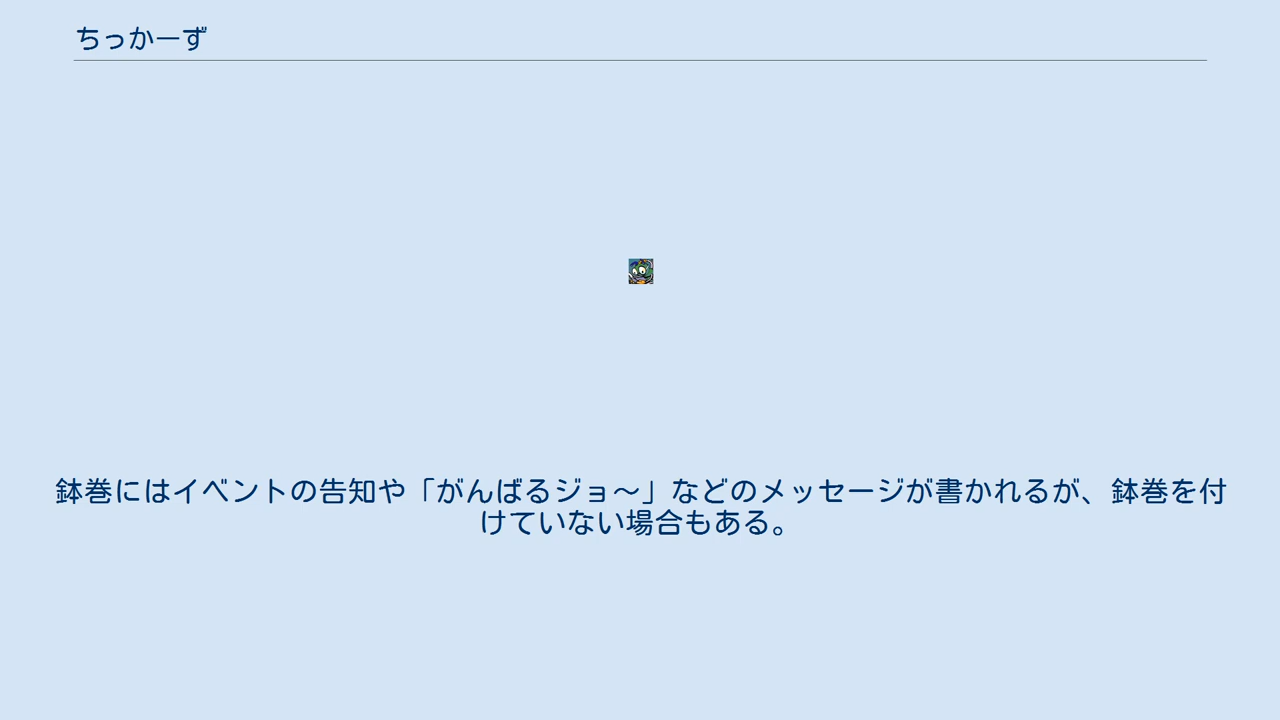 ちっかーず
鉢巻にはイベントの告知や「がんばるジョ〜」などのメッセージが書かれるが、鉢巻を付
けていない場合もある。